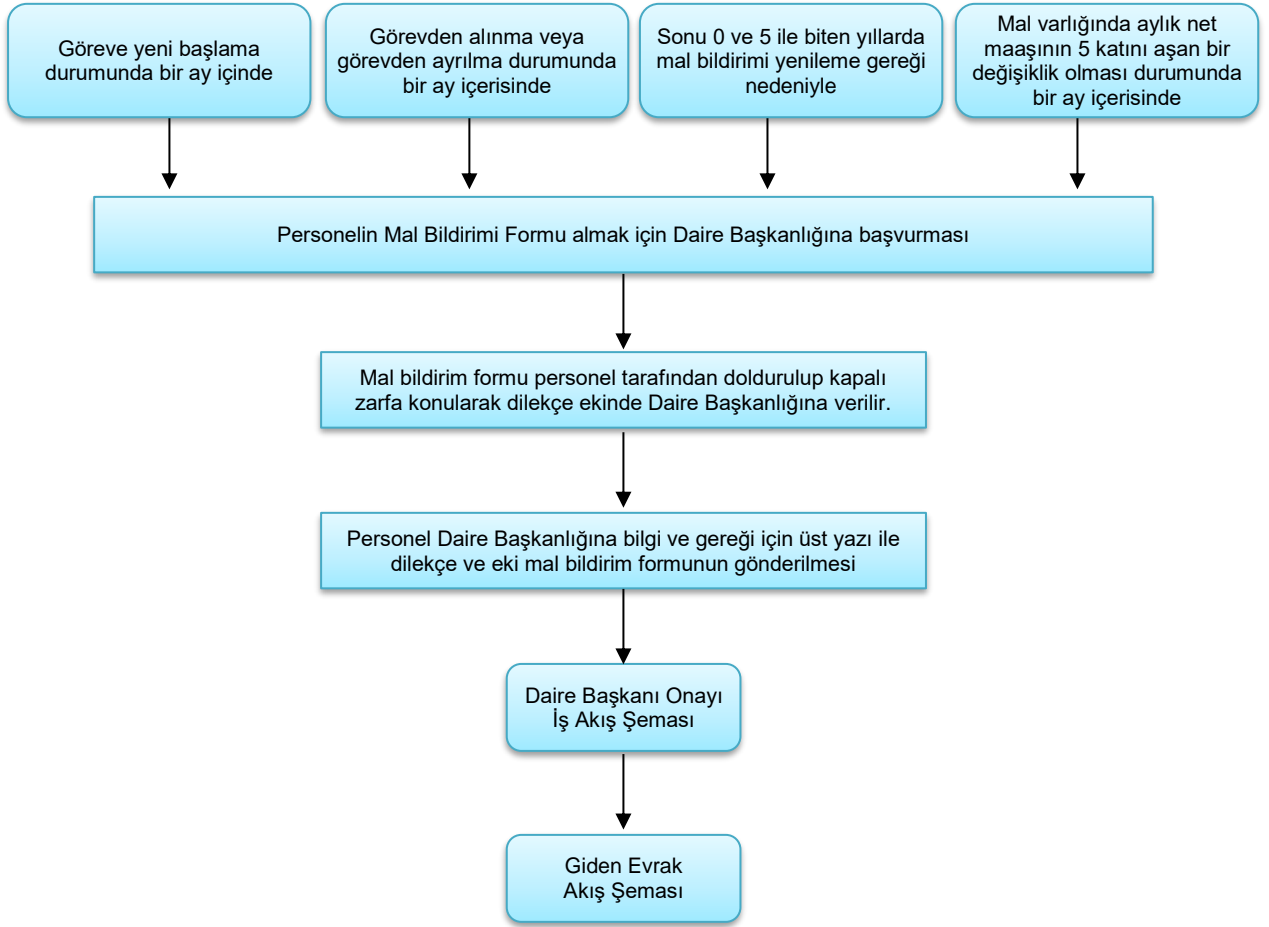 Göreve yeni başlama
durumunda bir ay içinde
Görevden alınma veya
görevden ayrılma durumunda
bir ay içerisinde
Sonu 0 ve 5 ile biten yıllarda
mal bildirimi yenileme gereği
nedeniyle
Mal varlığında aylık net
maaşının 5 katını aşan bir
değişiklik olması durumunda
bir ay içerisinde
Personelin Mal Bildirimi Formu almak için Daire Başkanlığına başvurması
Mal bildirim formu personel tarafından doldurulup kapalı
zarfa konularak dilekçe ekinde Daire Başkanlığına verilir.
Personel Daire Başkanlığına bilgi ve gereği için üst yazı ile
dilekçe ve eki mal bildirim formunun gönderilmesi
Daire Başkanı Onayı
İş Akış Şeması
Giden Evrak
Akış Şeması